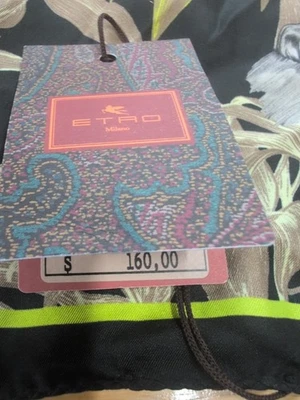 ETRO
Milano
$ 160,00